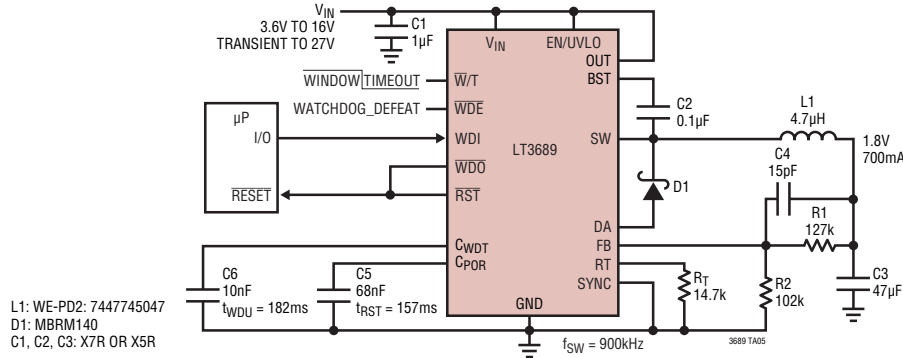 VIN
3.6V TO 16V
TRANSIENT TO 27V
C1
1µF
VIN
EN/UVLO
OUT
BST
WINDOW TIMEOUT
W/T
WATCHDOG_DEFEAT
WDE
µP
I/O
WDI
LT3689
SW
C2
0.1µF
L1
4.7µH
1.8V
700mA
WDO
RESET
RST
D1
C4
15pF
DA
FB
R1
127k
CWDT
CPOR
RT
SYNC
C6
10nF
tWDU = 182ms
C5
68nF
tRST = 157ms
RT
14.7k
R2
102k
C3
47µF
GND
L1: WE-PD2: 7447745047
D1: MBRM140
C1, C2, C3: X7R OR X5R
fSW = 900kHz
3689 TA05